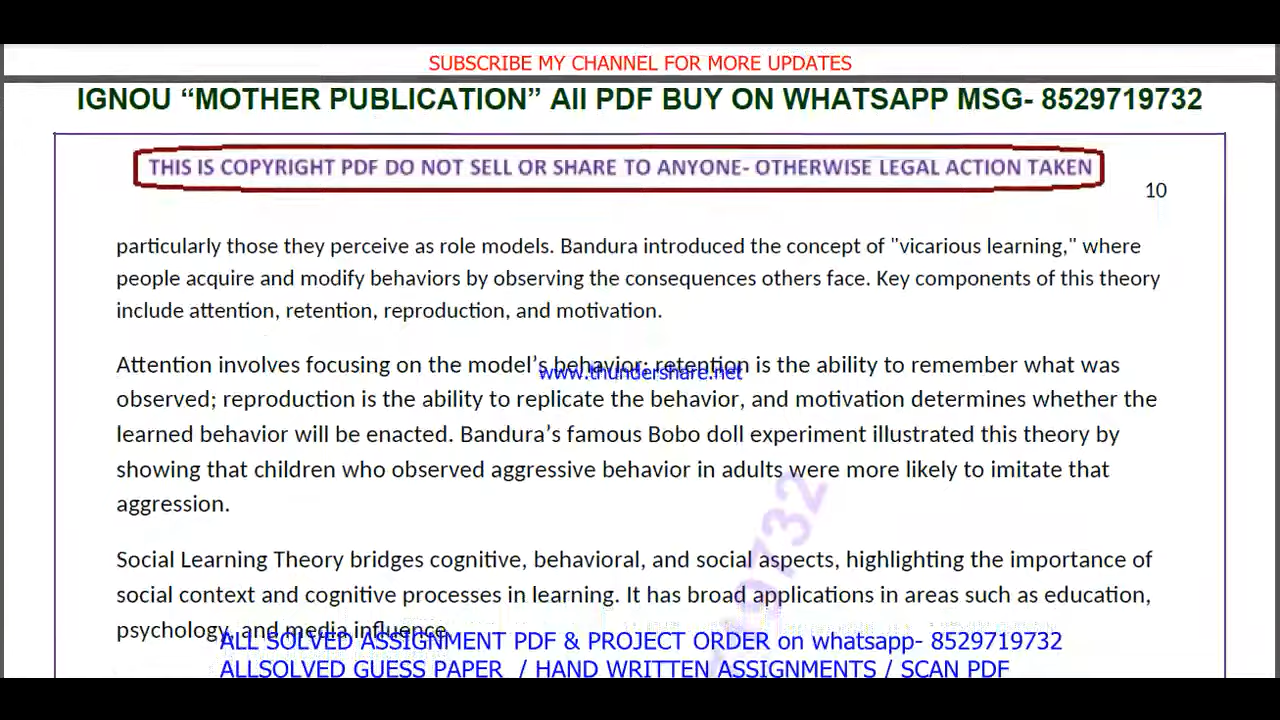 SUBSCRIBE MY CHANNEL FOR MORE UPDATES
IGNOU “MOTHER PUBLICATION” All PDF BUY ON WHATSAPP MSG- 8529719732
THIS IS COPYRIGHT PDF DO NOT SELL OR SHARE TO ANYONE- OTHERWISE LEGAL ACTION TAKEN
10
particularly those they perceive as role models. Bandura introduced the concept of "vicarious learning," where
people acquire and modify behaviors by observing the consequences others face. Key components of this theory
include attention, retention, reproduction, and motivation.
Attention involves focusing on the model’s behavior; retention is the ability to remember what was
www.thundershare.net
observed; reproduction is the ability to replicate the behavior, and motivation determines whether the
learned behavior will be enacted. Bandura’s famous Bobo doll experiment illustrated this theory by
showing that children who observed aggressive behavior in adults were more likely to imitate that
aggression.
Social Learning Theory bridges cognitive, behavioral, and social aspects, highlighting the importance of
social context and cognitive processes in learning. It has broad applications in areas such as education,
psychology, and media influence.
ALL SOLVED ASSIGNMENT PDF & PROJECT ORDER on whatsapp- 8529719732
ALLSOLVED GUESS PAPER / HAND WRITTEN ASSIGNMENTS / SCAN PDF